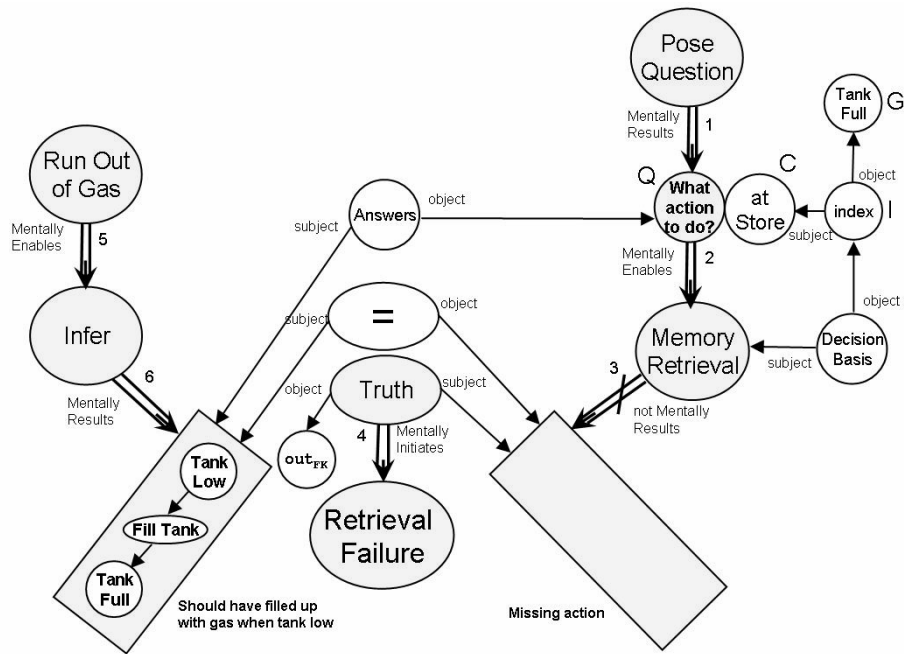 Pose
Question
Mentally
Results
1
Tank
Full
G
Run Out
of Gas
object
Mentally
Enables
5
Q
What
action
to do?
C
at
Store
index
I
subject
Answers
object
subject
Mentally
Enables
2
object
Infer
=
subject
object
Memory
Retrieval
Decision
Basis
subject
6
Mentally
Results
object
Truth
subject
3
not Mentally
Results
4
Mentally
Initiates
outFK
Tank
Low
Fill Tank
Tank
Full
Retrieval
Failure
Should have filled up
with gas when tank low
Missing action